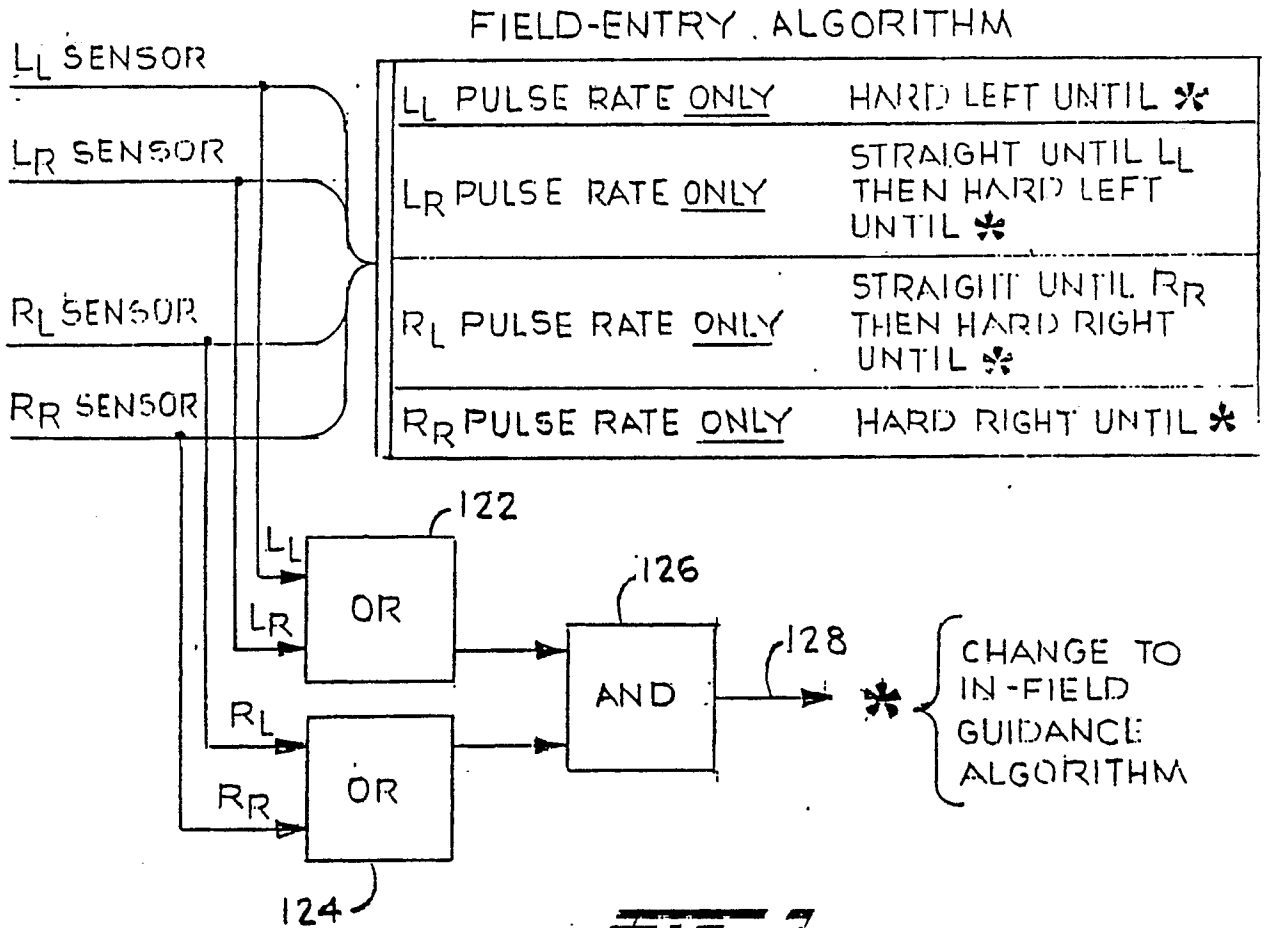 FIELD-ENTRY ALGORITHM
LL SENSOR
LR SENSOR
RL SENSOR
RR SENSOR
LL PULSE RATE ONLY HARD LEFT UNTIL *
LR PULSE RATE ONLY STRAIGHT UNTIL LL
THEN HARD LEFT
UNTIL *
RL PULSE RATE ONLY STRAIGHT UNTIL RR
THEN HARD RIGHT
UNTIL *
RR PULSE RATE ONLY HARD RIGHT UNTIL *
122
LL
LR
OR
126
AND
128
*
CHANGE TO
IN-FIELD
GUIDANCE
ALGORITHM
RL
RR
OR
124